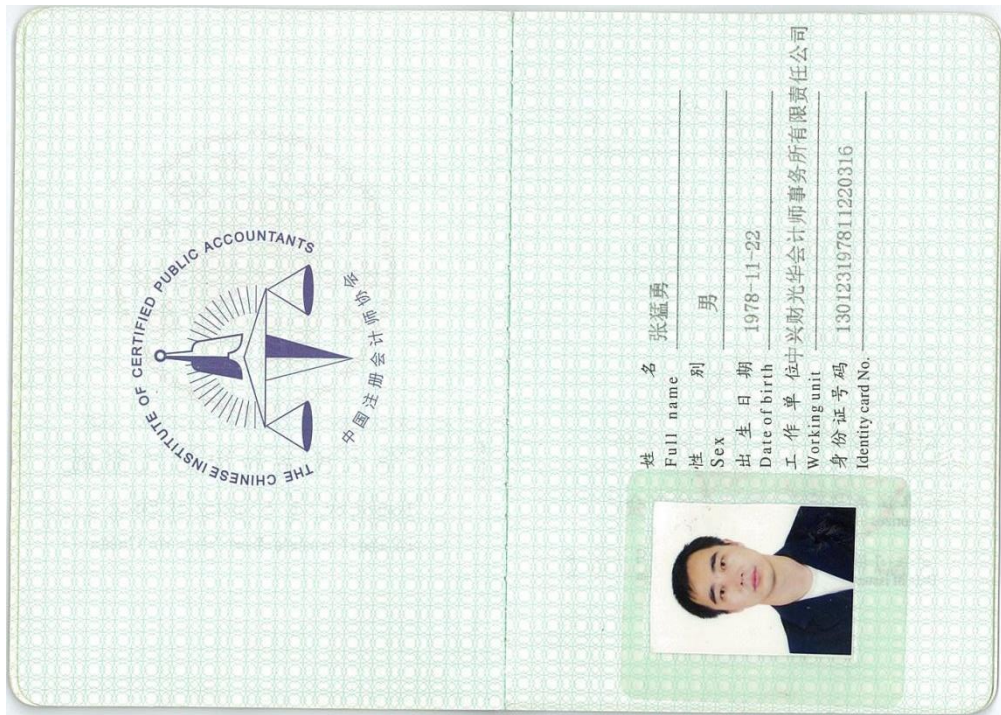 THE CHINESE INSTITUTE OF CERTIFIED PUBLIC ACCOUNTANTS
中国注册会计师协会
姓 名 张猛勇
Full name
性 别 男
Sex
出 生 日 期 1978-11-22
Date of birth
工 作 单 位 中兴财光华会计师事务所有限责任公司
Working unit
身份证号码 130123197811220316
Identity card No.